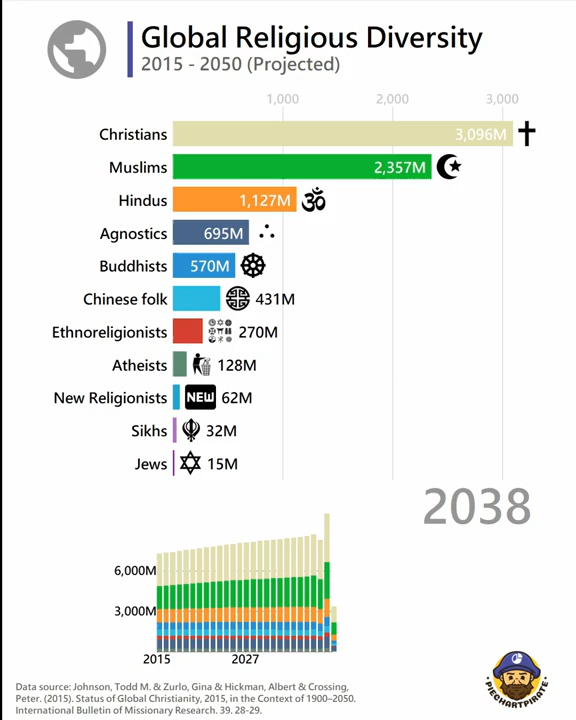 Global Religious Diversity
2015 - 2050 (Projected)
1,000 2,000 3,000
Christians 3,096M
Muslims 2,357M
Hindus 1,127M
Agnostics 695M
Buddhists 570M
Chinese folk 431M
Ethnoreligionists 270M
Atheists 128M
New Religionists NEW 62M
Sikhs 32M
Jews 15M
2038
6,000M
3,000M
2015 2027
Data source: Johnson, Todd M. & Zurlo, Gina & Hickman, Albert & Crossing,
Peter. (2015). Status of Global Christianity, 2015, in the Context of 1900–2050.
International Bulletin of Missionary Research. 39. 28-29.
•PIECHARTPIRATE•